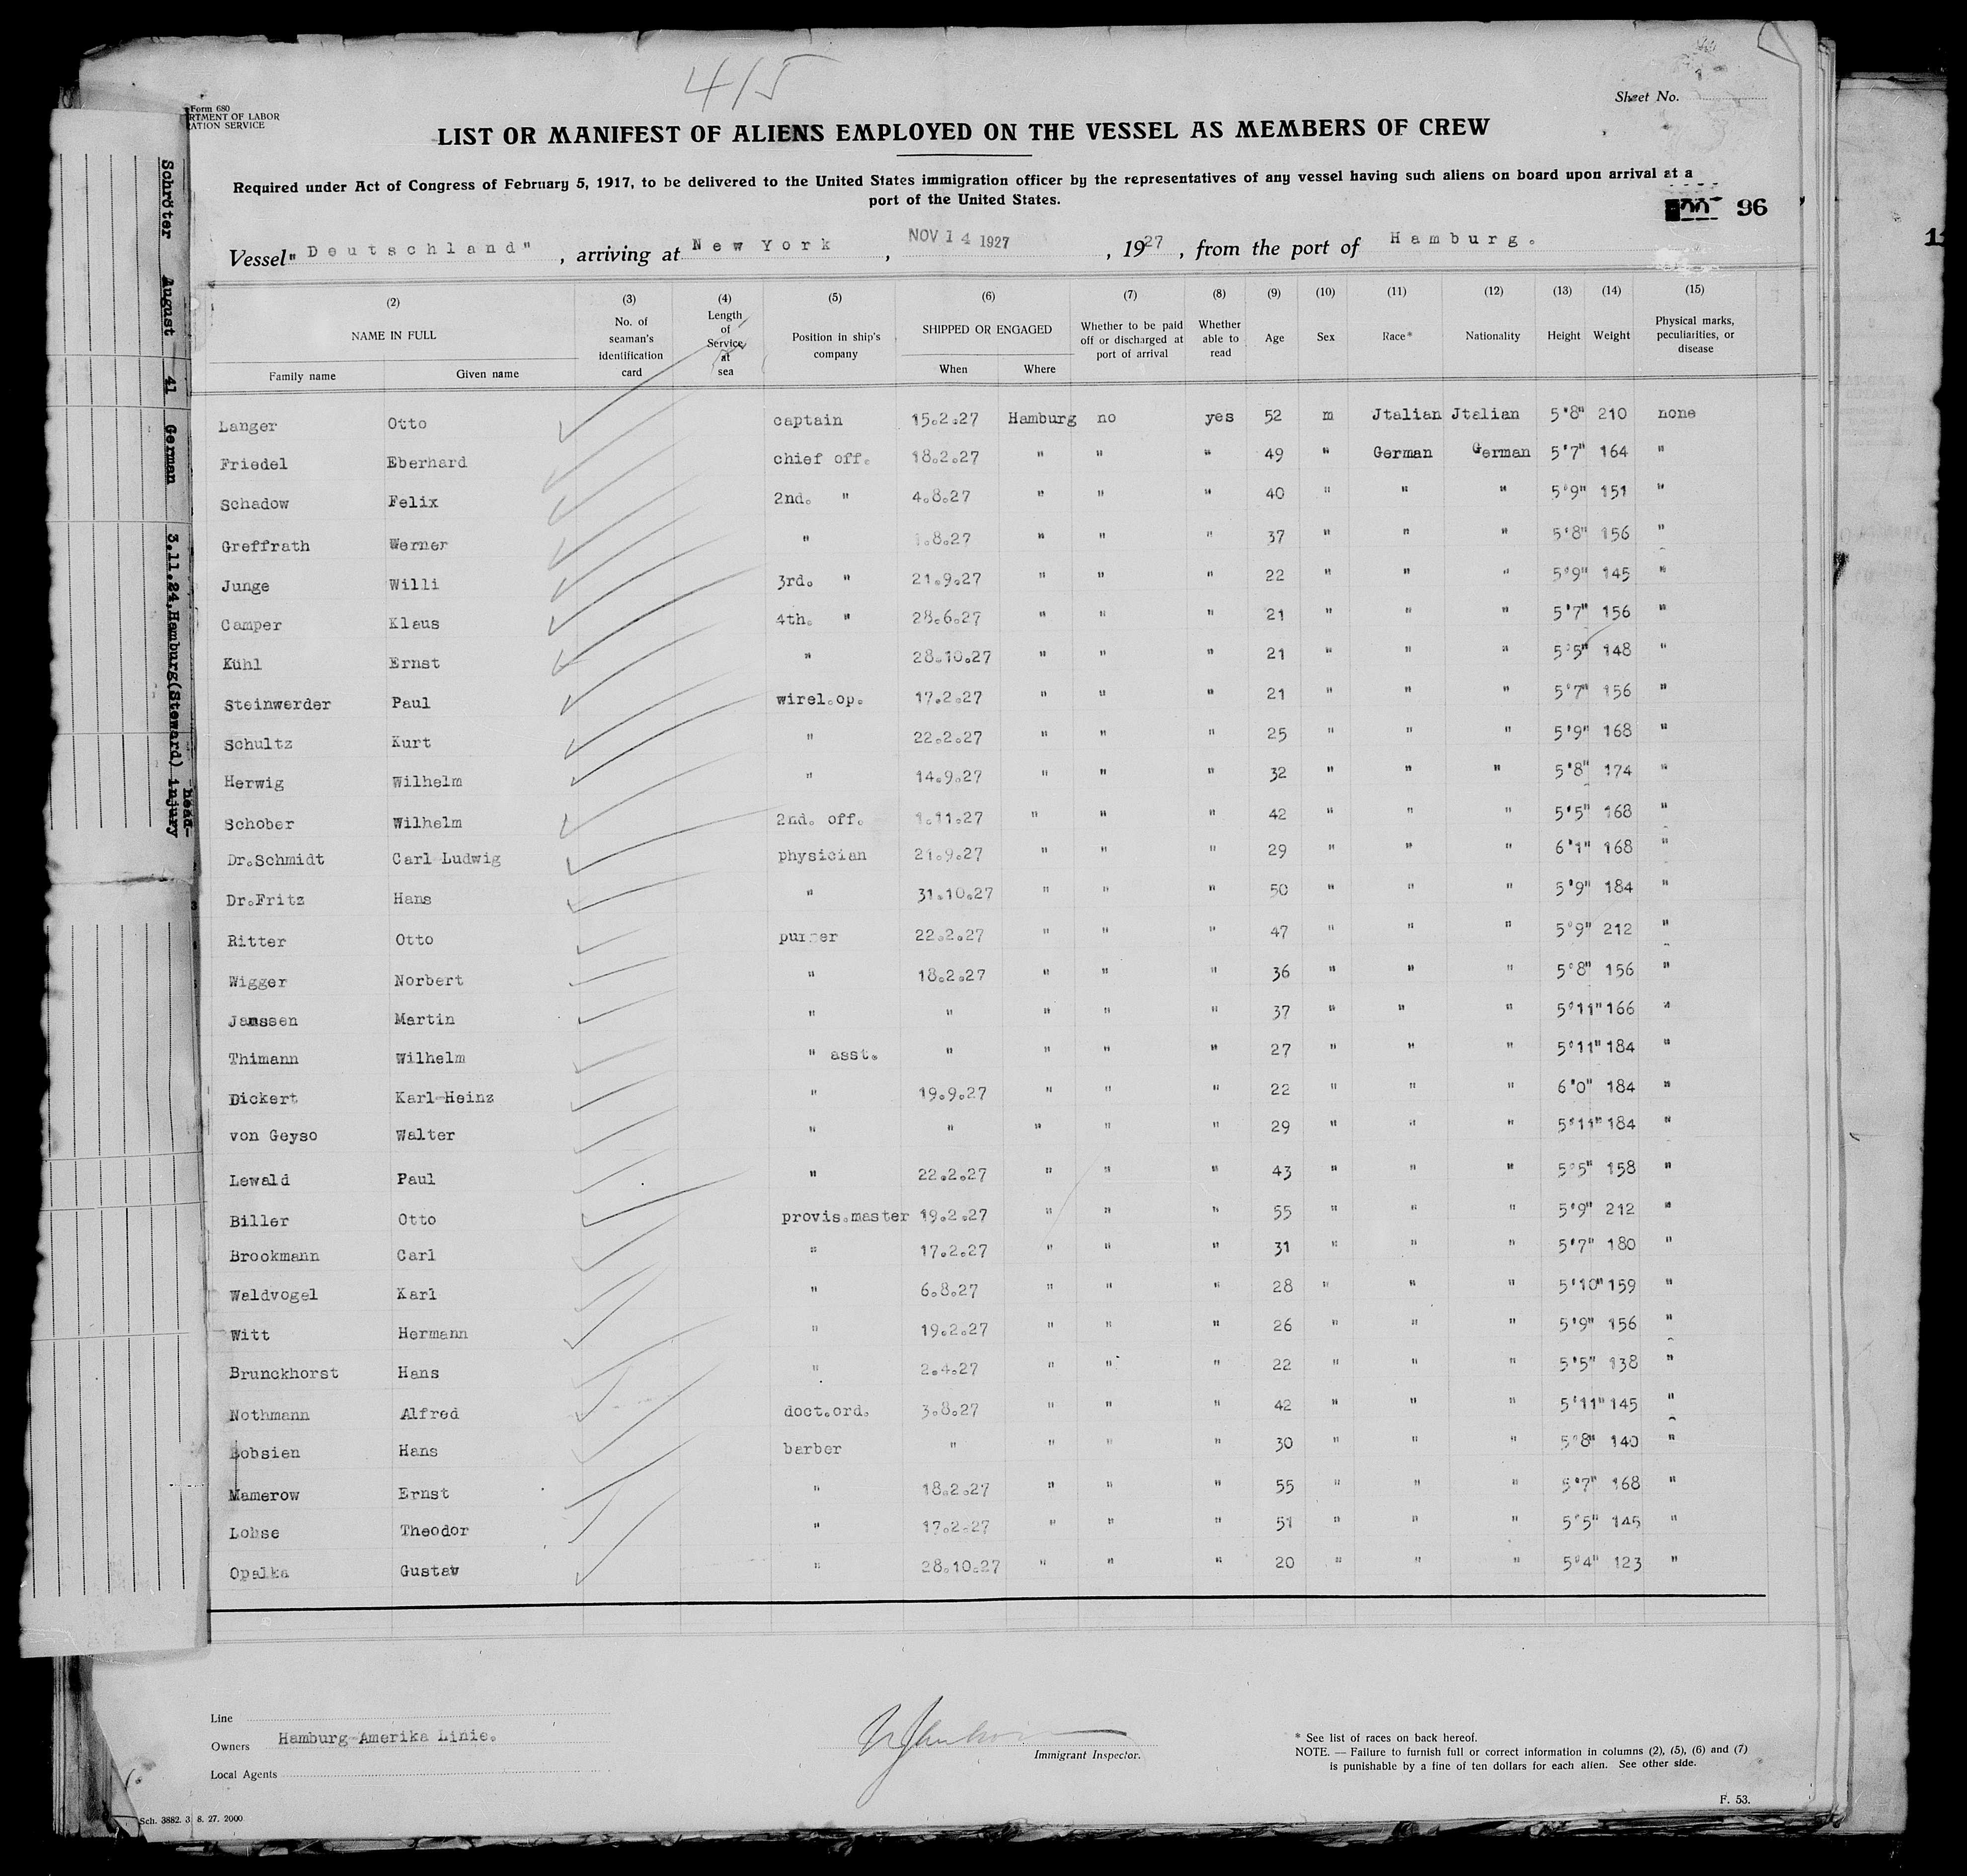 415
Form 680
RTMENT OF LABOR
RATION SERVICE
Sheet No.
LIST OR MANIFEST OF ALIENS EMPLOYED ON THE VESSEL AS MEMBERS OF CREW
Required under Act of Congress of February 5, 1917, to be delivered to the United States immigration officer by the representatives of any vessel having such aliens on board upon arrival at a
port of the United States.
96
Vessel "Deutschland", arriving at New York, NOV 14 1927, 1927, from the port of Hamburg.
(2) (3) (4) (5) (6) (7) (8) (9) (10) (11) (12) (13) (14) (15)
NAME IN FULL No. of seaman's identification card Length of Service at sea Position in ship's company SHIPPED OR ENGAGED Whether to be paid off or discharged at port of arrival Whether able to read Age Sex Race* Nationality Height Weight Physical marks, peculiarities, or disease
Family name Given name When Where
Langer Otto captain 15.2.27 Hamburg no yes 52 m Jtalian Jtalian 5'8" 210 none
Friedel Eberhard chief off. 18.2.27 " " " 49 " German German 5'7" 164 "
Schadow Felix 2nd. " 4.8.27 " " " 40 " " " 5'9" 151 "
Greffrath Werner " 1.8.27 " " " 37 " " " 5'8" 156 "
Junge Willi 3rd. " 21.9.27 " " " 22 " " " 5'9" 145 "
Camper Klaus 4th. " 28.6.27 " " " 21 " " " 5'7" 156 "
Kühl Ernst " 28.10.27 " " " 21 " " " 5'5" 148 "
Steinwerder Paul wirel.op. 17.2.27 " " " 21 " " " 5'7" 156 "
Schultz Kurt " 22.2.27 " " " 25 " " " 5'9" 168 "
Herwig Wilhelm " 14.9.27 " " " 32 " " " 5'8" 174 "
Schober Wilhelm 2nd. off. 1.11.27 " " " 42 " " " 5'5" 168 "
Dr.Schmidt Carl Ludwig physician 21.9.27 " " " 29 " " " 6'1" 168 "
Dr.Fritz Hans " 31.10.27 " " " 50 " " " 5'9" 184 "
Ritter Otto purser 22.2.27 " " " 47 " " " 5'9" 212 "
Wigger Norbert " 18.2.27 " " " 36 " " " 5'8" 156 "
Janssen Martin " " " " " 37 " " " 5'11" 166 "
Thimann Wilhelm " asst. " " " " 27 " " " 5'11" 184 "
Dickert Karl-Heinz " 19.9.27 " " " 22 " " " 6'0" 184 "
von Geyso Walter " " " " " 29 " " " 5'11" 184 "
Lewald Paul " 22.2.27 " " " 43 " " " 5'5" 158 "
Biller Otto provis.master 19.2.27 " " " 55 " " " 5'9" 212 "
Brookmann Carl " 17.2.27 " " " 31 " " " 5'7" 180 "
Waldvogel Karl " 6.8.27 " " " 28 " " " 5'10" 159 "
Witt Hermann " 19.2.27 " " " 26 " " " 5'9" 156 "
Brunckhorst Hans " 2.4.27 " " " 22 " " " 5'5" 138 "
Nothmann Alfred doct.ord. 3.8.27 " " " 42 " " " 5'11" 145 "
Bobsien Hans barber " " " " 30 " " " 5'8" 140 "
Mamerow Ernst " 18.2.27 " " " 55 " " " 5'7" 168 "
Lohse Theodor " 17.2.27 " " " 51 " " " 5'5" 145 "
Opalka Gustav " 28.10.27 " " " 20 " " " 5'4" 123 "
Line
Owners Hamburg-Amerika Linie.
Local Agents
Immigrant Inspector.
* See list of races on back hereof.
NOTE. — Failure to furnish full or correct information in columns (2), (5), (6) and (7)
is punishable by a fine of ten dollars for each alien. See other side.
F. 53.
Sch. 3882. 3 8. 27. 2000
Schröter August 41 German 3.11.24,Hamburg(Steward) head-
injury
11